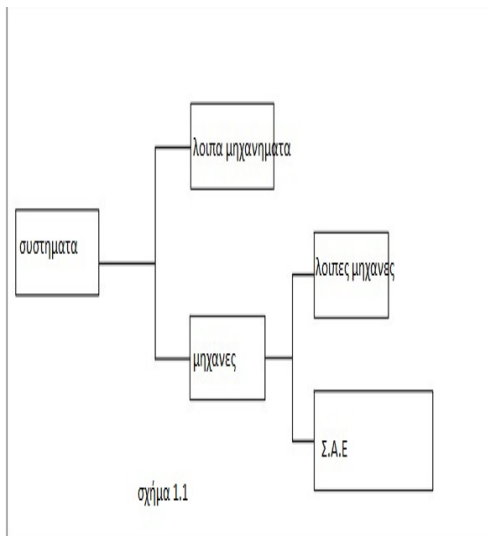 λοιπα μηχανηματα
συστηματα
λοιπες μηχανες
μηχανες
Σ.Α.Ε
σχήμα 1.1